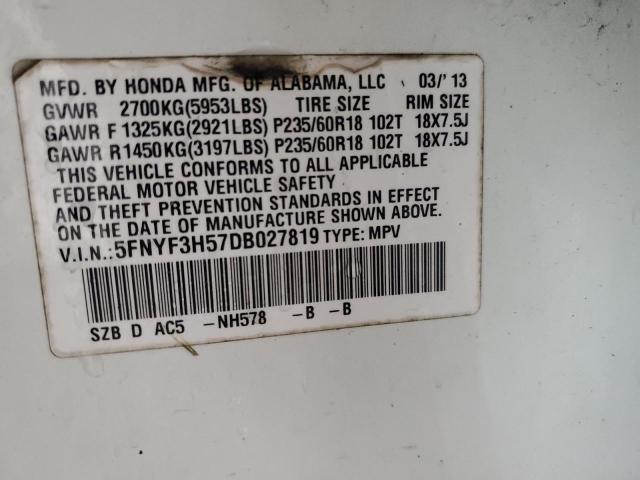 MFD. BY HONDA MFG. OF ALABAMA, LLC 03/'13
GVWR 2700KG(5953LBS) TIRE SIZE RIM SIZE
GAWR F 1325KG(2921LBS) P235/60R18 102T 18X7.5J
GAWR R1450KG(3197LBS) P235/60R18 102T 18X7.5J
THIS VEHICLE CONFORMS TO ALL APPLICABLE
FEDERAL MOTOR VEHICLE SAFETY
AND THEFT PREVENTION STANDARDS IN EFFECT
ON THE DATE OF MANUFACTURE SHOWN ABOVE.
V.I.N.:5FNYF3H57DB027819 TYPE: MPV
SZB D AC5 -NH578 -B -B